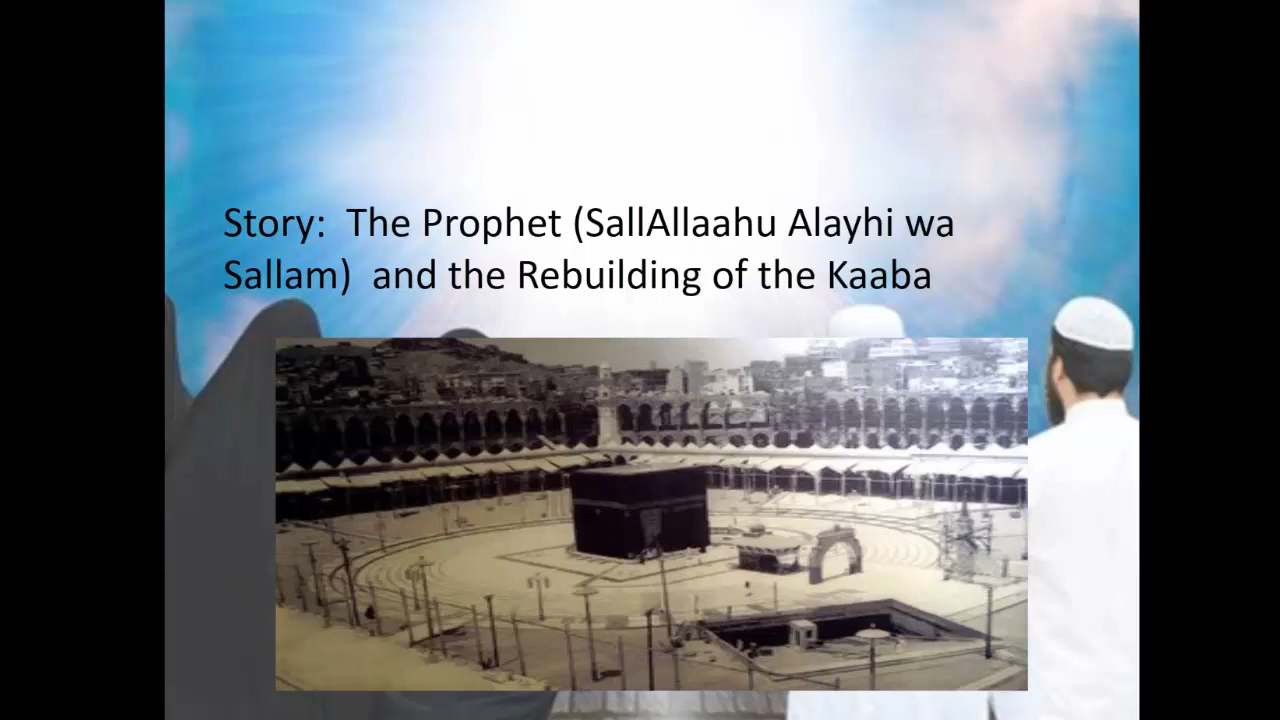 Story:  The Prophet (SallAllaahu Alayhi wa
Sallam)  and the Rebuilding of the Kaaba